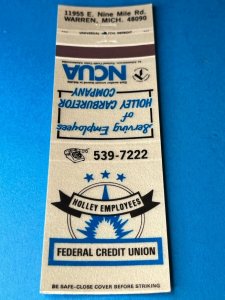 11955 E. Nine Mile Rd.
WARREN, MICH. 48090
NCUA
Serving Employees
of
HOLLEY CARBURETOR
COMPANY
539-7222
HOLLEY EMPLOYEES
FEDERAL CREDIT UNION
BE SAFE-CLOSE COVER BEFORE STRIKING